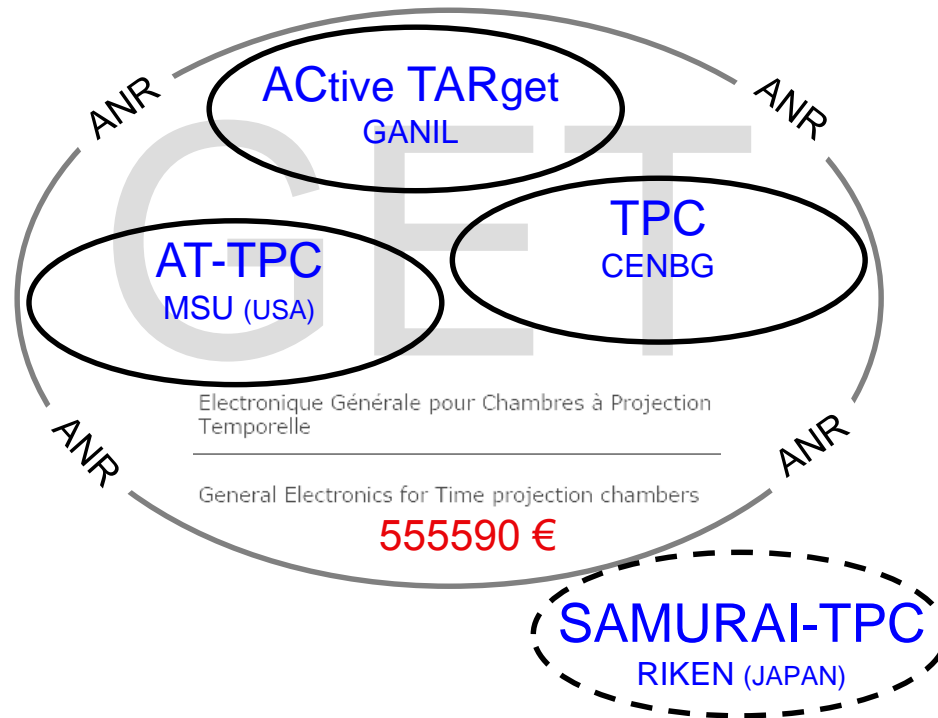 ACtive TARget
GANIL
ANR
ANR
GET
TPC
CENBG
AT-TPC
MSU (USA)
Electronique Générale pour Chambres à Projection
Temporelle
ANR
ANR
General Electronics for Time projection chambers
555590 €
SAMURAI-TPC
RIKEN (JAPAN)